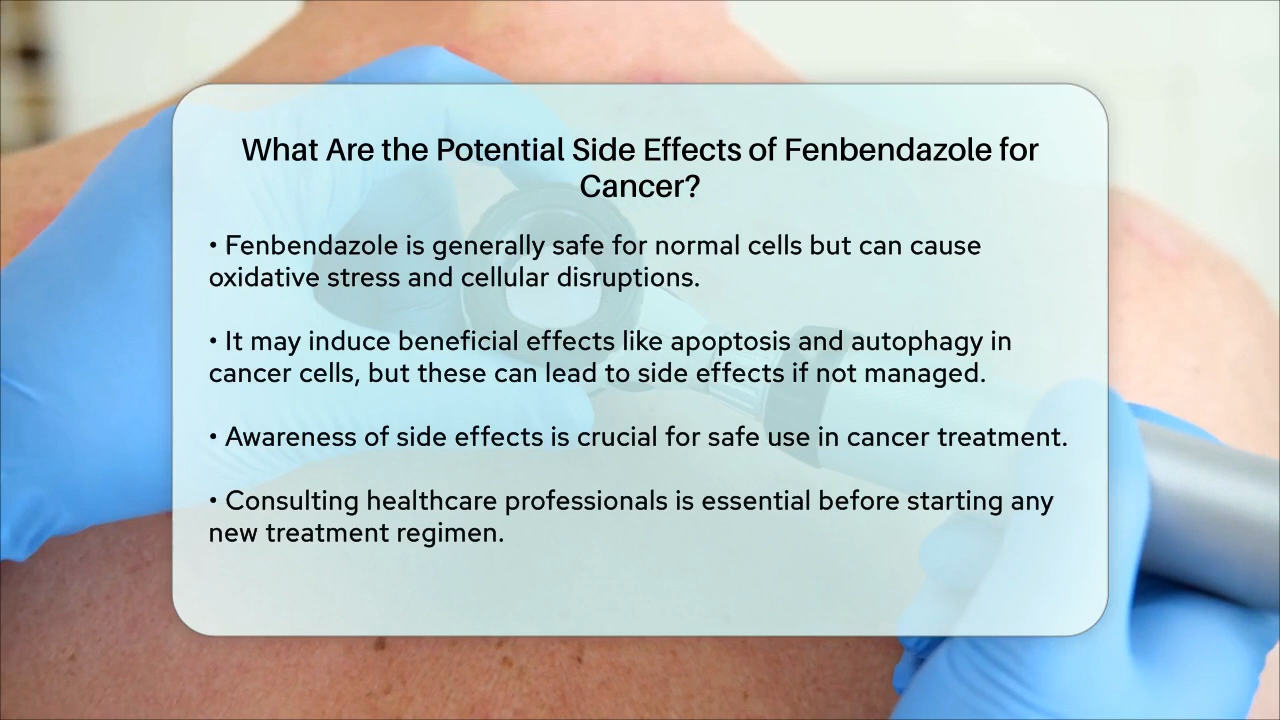 What Are the Potential Side Effects of Fenbendazole for
Cancer?
• Fenbendazole is generally safe for normal cells but can cause
oxidative stress and cellular disruptions.
• It may induce beneficial effects like apoptosis and autophagy in
cancer cells, but these can lead to side effects if not managed.
• Awareness of side effects is crucial for safe use in cancer treatment.
• Consulting healthcare professionals is essential before starting any
new treatment regimen.